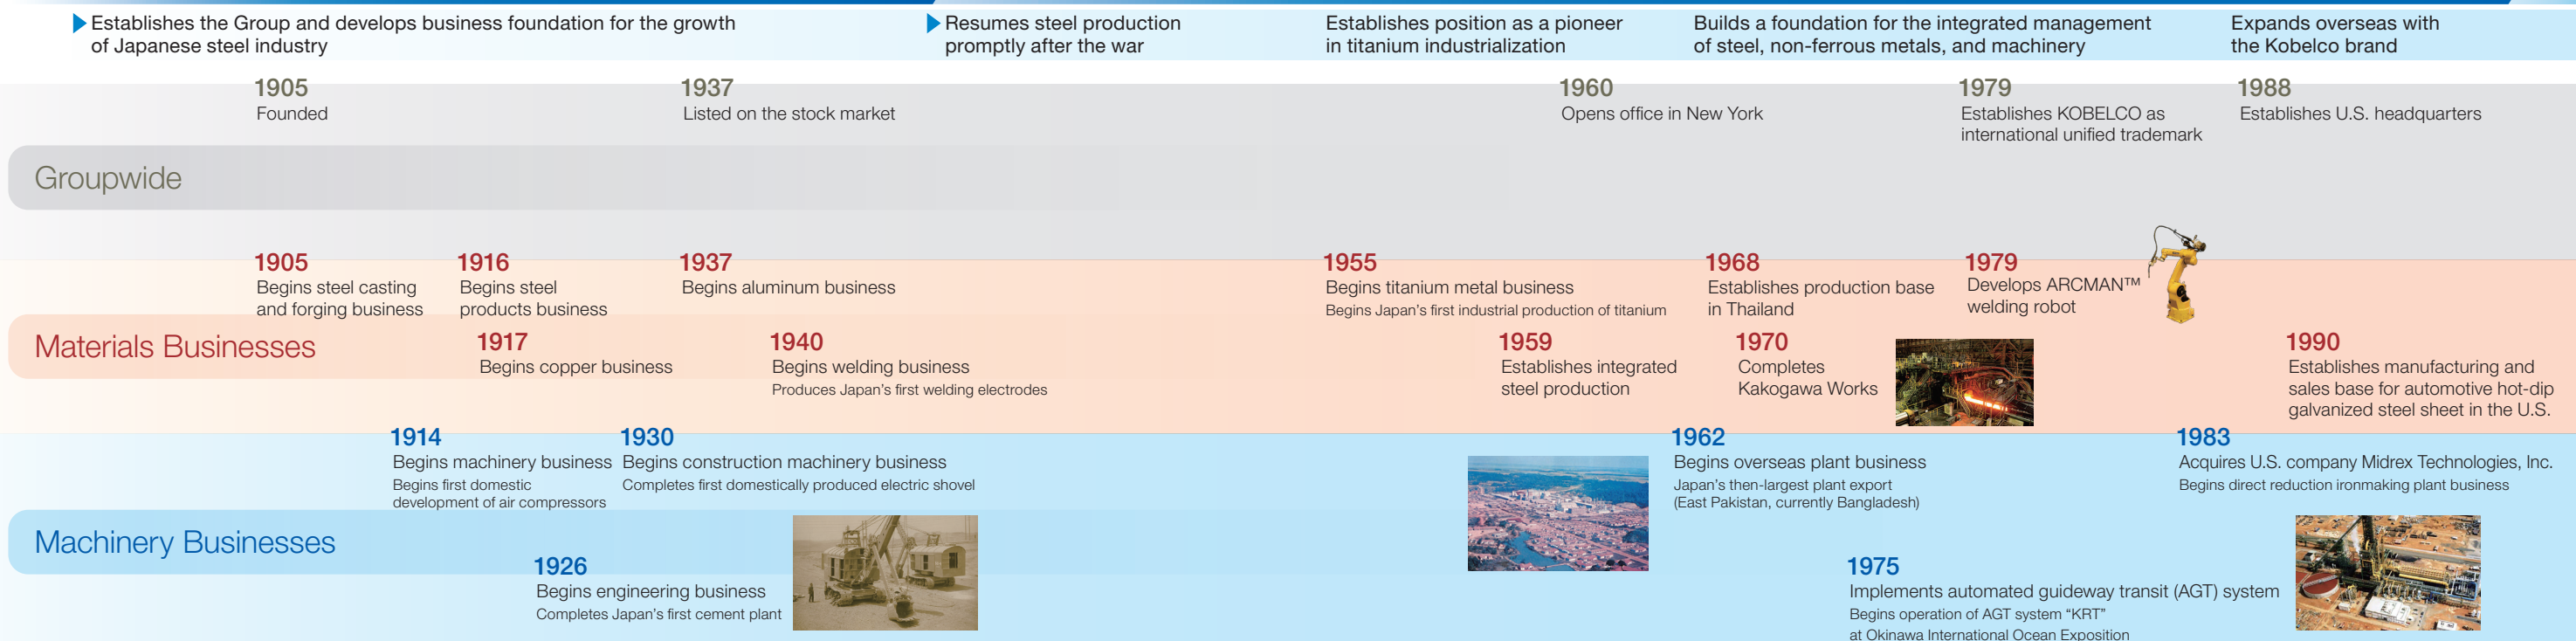 Establishes the Group and develops business foundation for the growth
of Japanese steel industry
Resumes steel production
promptly after the war
Establishes position as a pioneer
in titanium industrialization
Builds a foundation for the integrated management
of steel, non-ferrous metals, and machinery
Expands overseas with
the Kobelco brand
1905
Founded
1937
Listed on the stock market
1960
Opens office in New York
1979
Establishes KOBELCO as
international unified trademark
1988
Establishes U.S. headquarters
Groupwide
1905
Begins steel casting
and forging business
1916
Begins steel
products business
1937
Begins aluminum business
1955
Begins titanium metal business
Begins Japan's first industrial production of titanium
1968
Establishes production base
in Thailand
1979
Develops ARCMAN™
welding robot
Materials Businesses
1917
Begins copper business
1940
Begins welding business
Produces Japan's first welding electrodes
1959
Establishes integrated
steel production
1970
Completes
Kakogawa Works
1990
Establishes manufacturing and
sales base for automotive hot-dip
galvanized steel sheet in the U.S.
1914
Begins machinery business
Begins first domestic
development of air compressors
1930
Begins construction machinery business
Completes first domestically produced electric shovel
1962
Begins overseas plant business
Japan's then-largest plant export
(East Pakistan, currently Bangladesh)
1983
Acquires U.S. company Midrex Technologies, Inc.
Begins direct reduction ironmaking plant business
Machinery Businesses
1926
Begins engineering business
Completes Japan's first cement plant
1975
Implements automated guideway transit (AGT) system
Begins operation of AGT system “KRT”
at Okinawa International Ocean Exposition